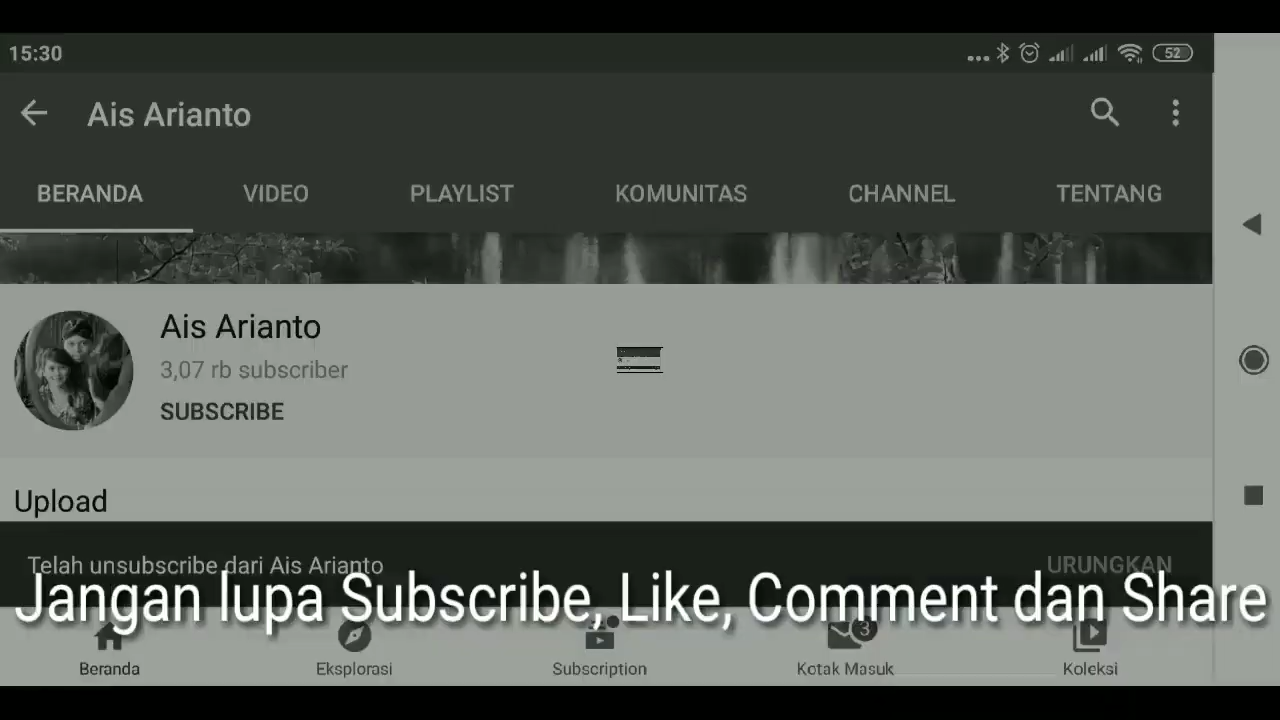 15:30
52
Ais Arianto
BERANDA VIDEO PLAYLIST KOMUNITAS CHANNEL TENTANG
Ais Arianto
3,07 rb subscriber
SUBSCRIBE
Upload
Telah unsubscribe dari Ais Arianto URUNGKAN
Jangan lupa Subscribe, Like, Comment dan Share
3
Beranda Eksplorasi Subscription Kotak Masuk Koleksi